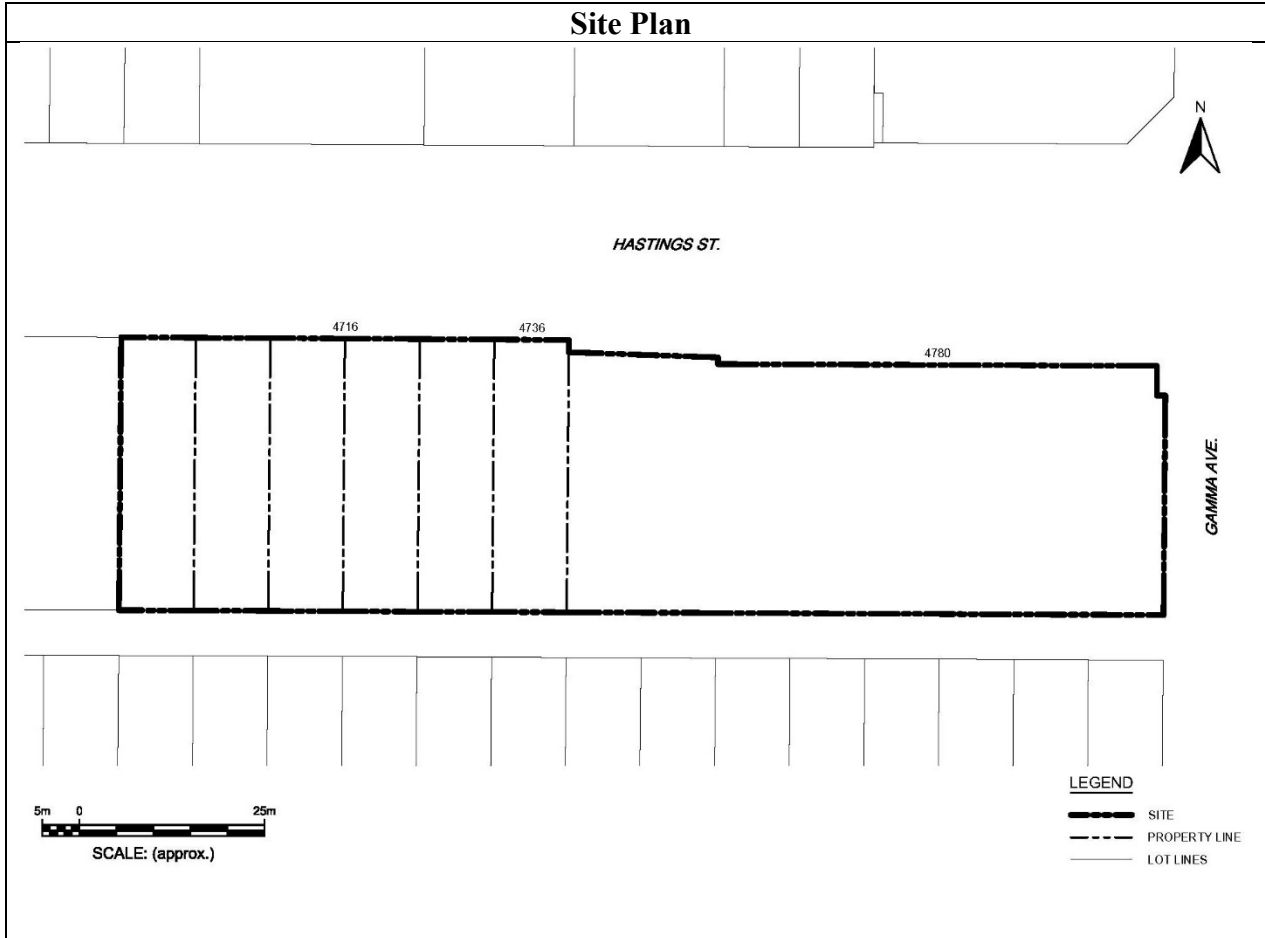 Site Plan
N
HASTINGS ST.
4716
4736
4780
GAMMA AVE.
5m 0 25m
SCALE: (approx.)
LEGEND
SITE
PROPERTY LINE
LOT LINES